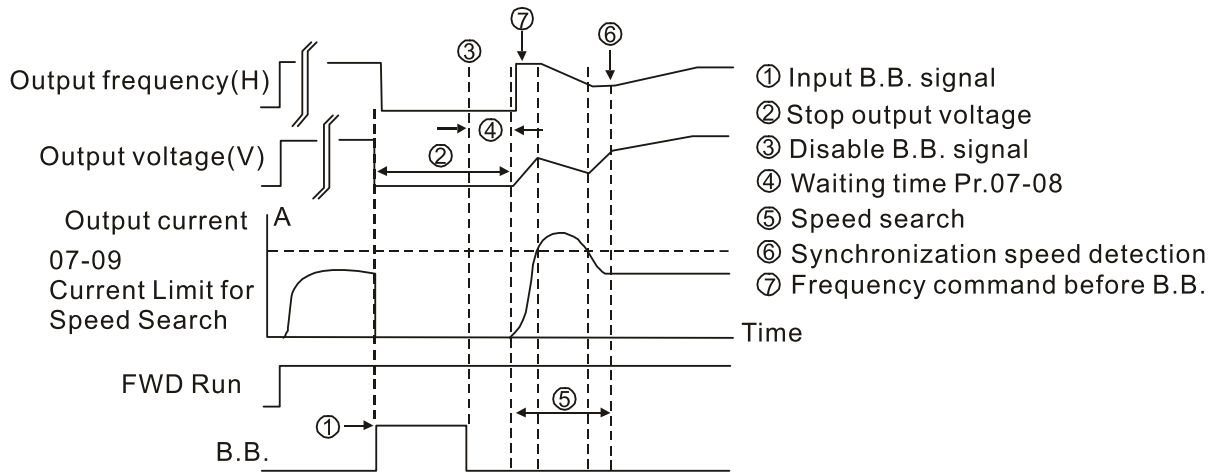 ⑦
⑥
③
Output frequency(H)
① Input B.B. signal
② Stop output voltage
④
Output voltage(V)
②
③ Disable B.B. signal
④ Waiting time Pr.07-08
Output current
A
⑤ Speed search
07-09
Current Limit for
Speed Search
⑥ Synchronization speed detection
⑦ Frequency command before B.B.
Time
FWD Run
⑤
①
B.B.